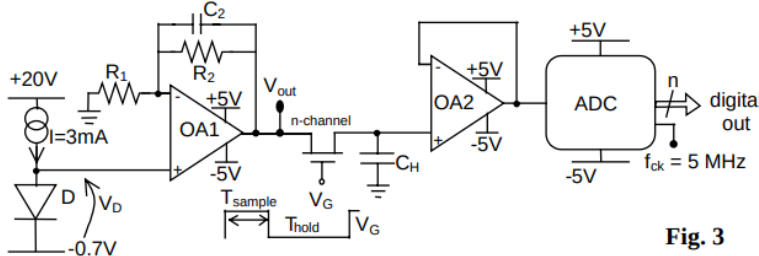 C2
R1
R2
+20V
I=3mA
D
VD
-0.7V
-
+
OA1
+5V
-5V
Vout
n-channel
VG
CH
Tsample
Thold
VG
-
+
OA2
+5V
-5V
+5V
ADC
-5V
n
digital
out
fck = 5 MHz
Fig. 3